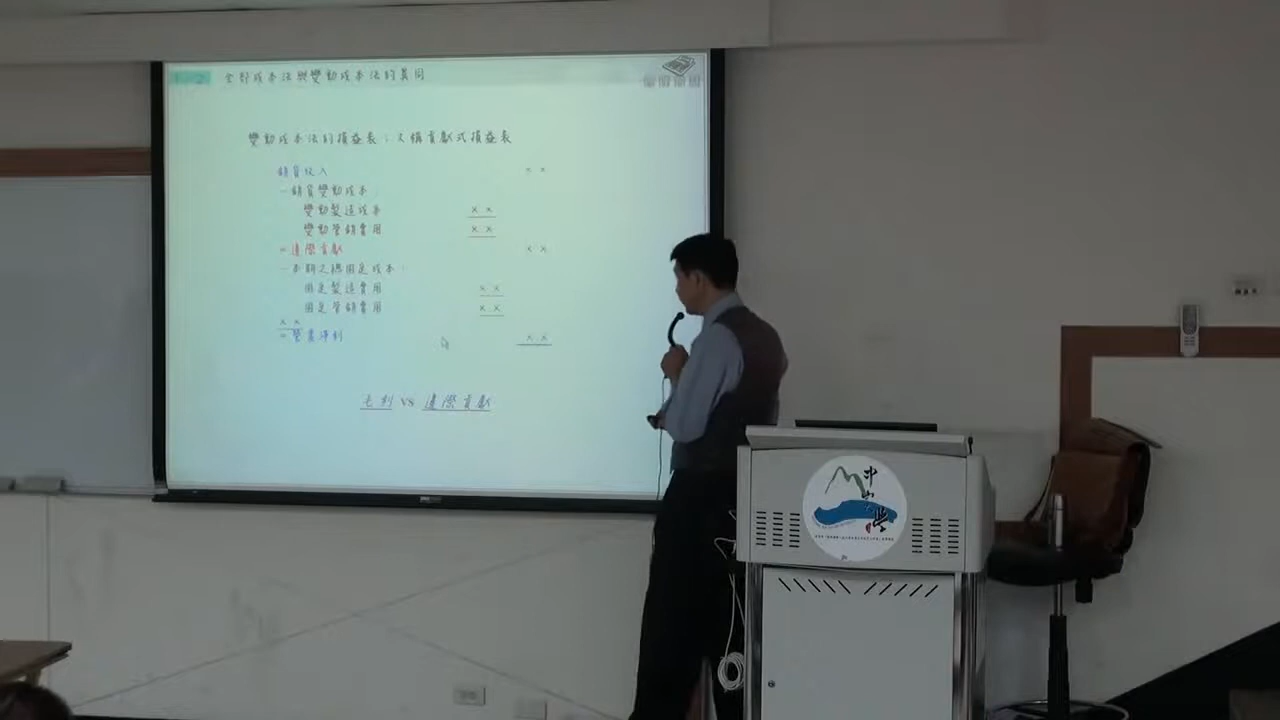 全部成本法與變動成本法的異同
變動成本法的損益表：又稱貢獻式損益表
銷貨收入 ××
－銷貨變動成本：
變動製造成本 ××
變動管銷費用 ××
＝邊際貢獻 ××
－本期之總固定成本：
固定製造費用 ××
固定管銷費用 ××
××
＝營業淨利 ××
毛利 VS 邊際貢獻
中山學